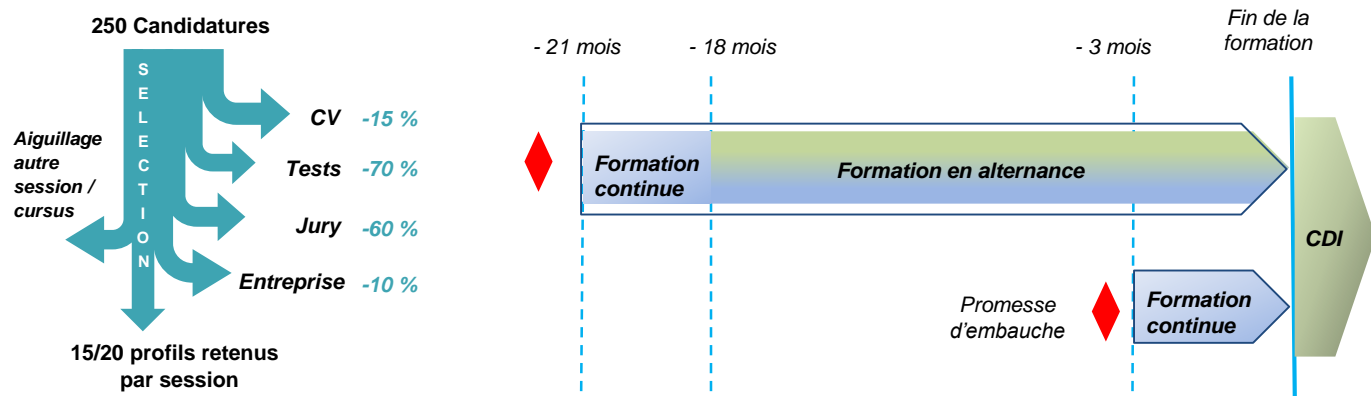 250 Candidatures
SELECTION
CV -15 %
Tests -70 %
Jury -60 %
Entreprise -10 %
Aiguillage
autre
session /
cursus
15/20 profils retenus
par session
- 21 mois
- 18 mois
- 3 mois
Fin de la
formation
Formation
continue
Formation en alternance
CDI
Promesse
d’embauche
Formation
continue